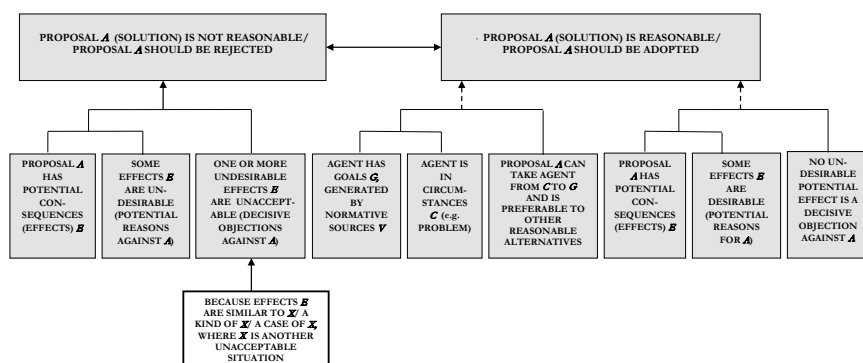 PROPOSAL A (SOLUTION) IS NOT REASONABLE/
PROPOSAL A SHOULD BE REJECTED
PROPOSAL A (SOLUTION) IS REASONABLE/
PROPOSAL A SHOULD BE ADOPTED
PROPOSAL A
HAS
POTENTIAL
CON-
SEQUENCES
(EFFECTS) E
SOME
EFFECTS E
ARE UN-
DESIRABLE
(POTENTIAL
REASONS
AGAINST A)
ONE OR MORE
UNDESIRABLE
EFFECTS E
ARE UNACCEPT-
ABLE (DECISIVE
OBJECTIONS
AGAINST A)
AGENT HAS
GOALS G,
GENERATED
BY
NORMATIVE
SOURCES V
AGENT IS
IN
CIRCUM-
STANCES
C (e.g.
PROBLEM)
PROPOSAL A CAN
TAKE AGENT
FROM C TO G
AND IS
PREFERABLE TO
OTHER
REASONABLE
ALTERNATIVES
PROPOSAL
A HAS
POTENTIAL
CON-
SEQUENCES
(EFFECTS) E
SOME
EFFECTS E
ARE
DESIRABLE
(POTENTIAL
REASONS
FOR A)
NO UN-
DESIRABLE
POTENTIAL
EFFECT IS A
DECISIVE
OBJECTION
AGAINST A
BECAUSE EFFECTS E
ARE SIMILAR TO X/ A
KIND OF X/ A CASE OF X,
WHERE X IS ANOTHER
UNACCEPTABLE
SITUATION